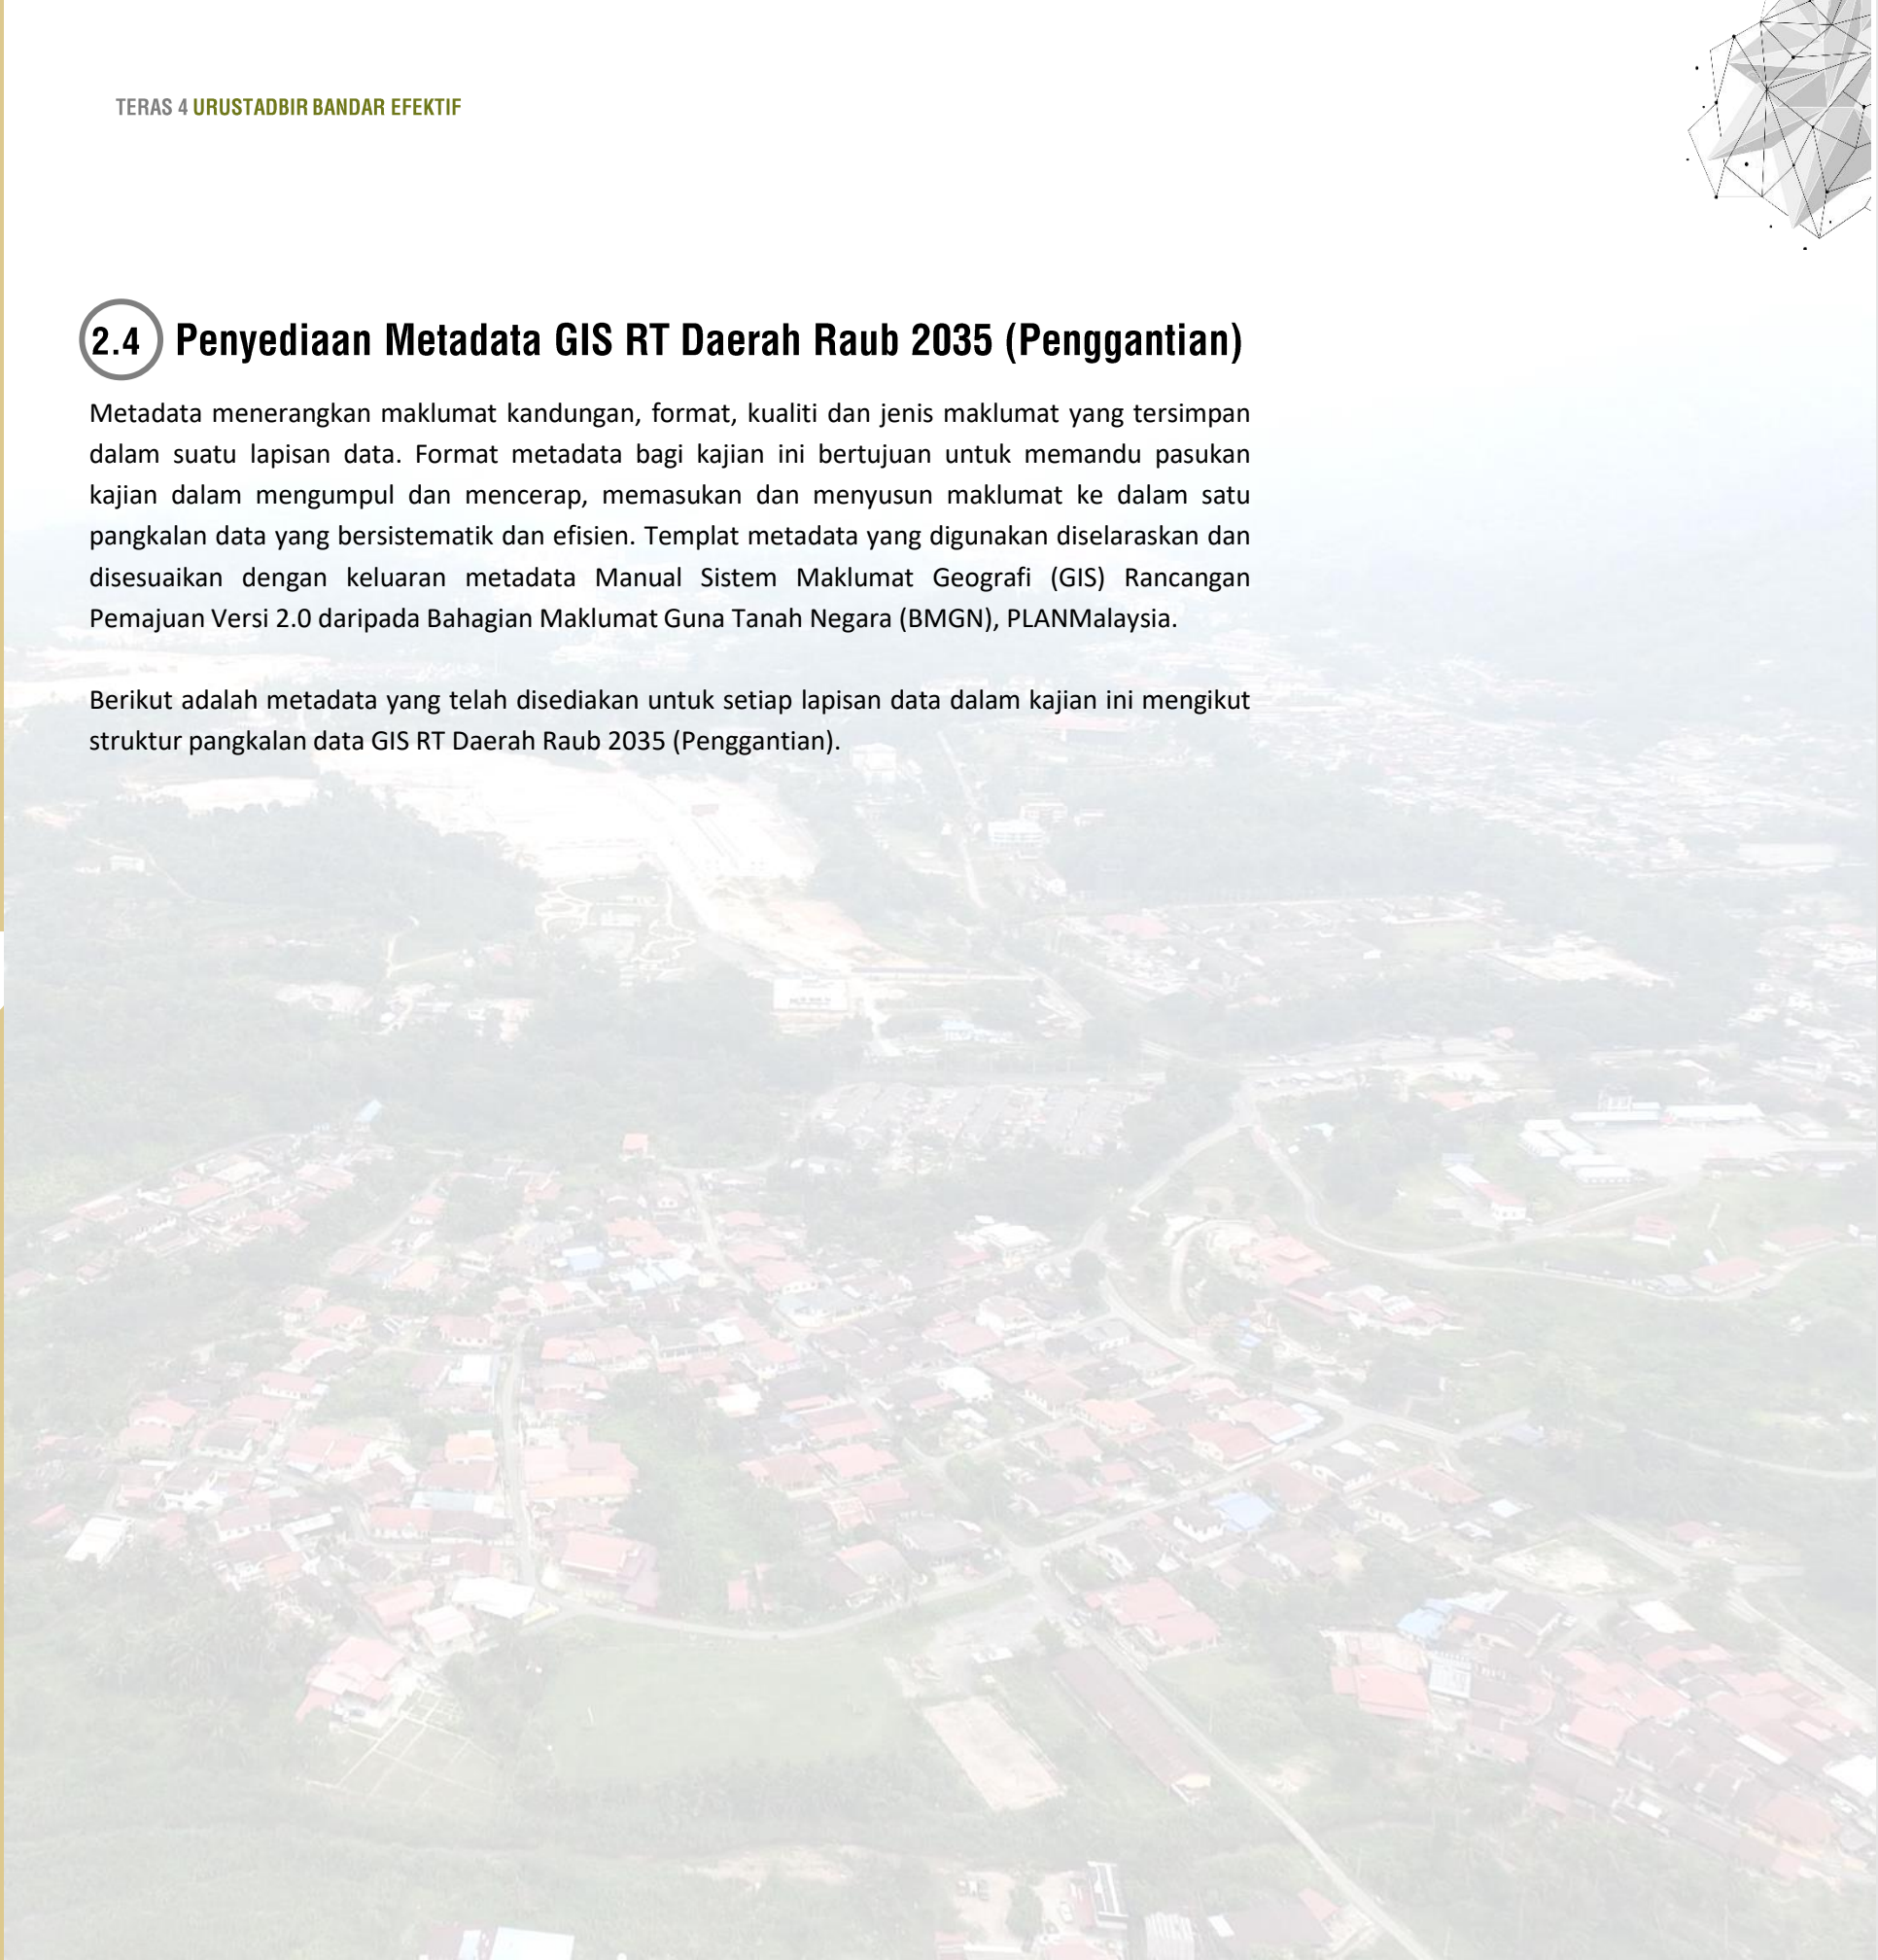 TERAS 4 URUSTADBIR BANDAR EFEKTIF
2.4 Penyediaan Metadata GIS RT Daerah Raub 2035 (Penggantian)
Metadata menerangkan maklumat kandungan, format, kualiti dan jenis maklumat yang tersimpan
dalam suatu lapisan data. Format metadata bagi kajian ini bertujuan untuk memandu pasukan
kajian dalam mengumpul dan mencerap, memasukan dan menyusun maklumat ke dalam satu
pangkalan data yang bersistematik dan efisien. Templat metadata yang digunakan diselaraskan dan
disesuaikan dengan keluaran metadata Manual Sistem Maklumat Geografi (GIS) Rancangan
Pemajuan Versi 2.0 daripada Bahagian Maklumat Guna Tanah Negara (BMGN), PLANMalaysia.
Berikut adalah metadata yang telah disediakan untuk setiap lapisan data dalam kajian ini mengikut
struktur pangkalan data GIS RT Daerah Raub 2035 (Penggantian).